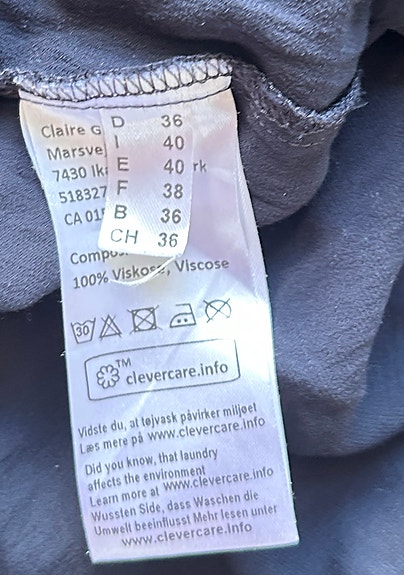 Claire G
Marsve
7430 Ik
rk
518327
CA 01
D 36
I 40
E 40
F 38
B 36
CH 36
100% Viskose, Viscose
30
TM
clevercare.info
Vidste du, at tøjvask påvirker miljøet
Læs mere på www.clevercare.info
Did you know, that laundry
affects the environment
Learn more at www.clevercare.info
Wussten Side, dass Waschen die
Umwelt beeinflusst Mehr lesen unter
www.clevercare.info